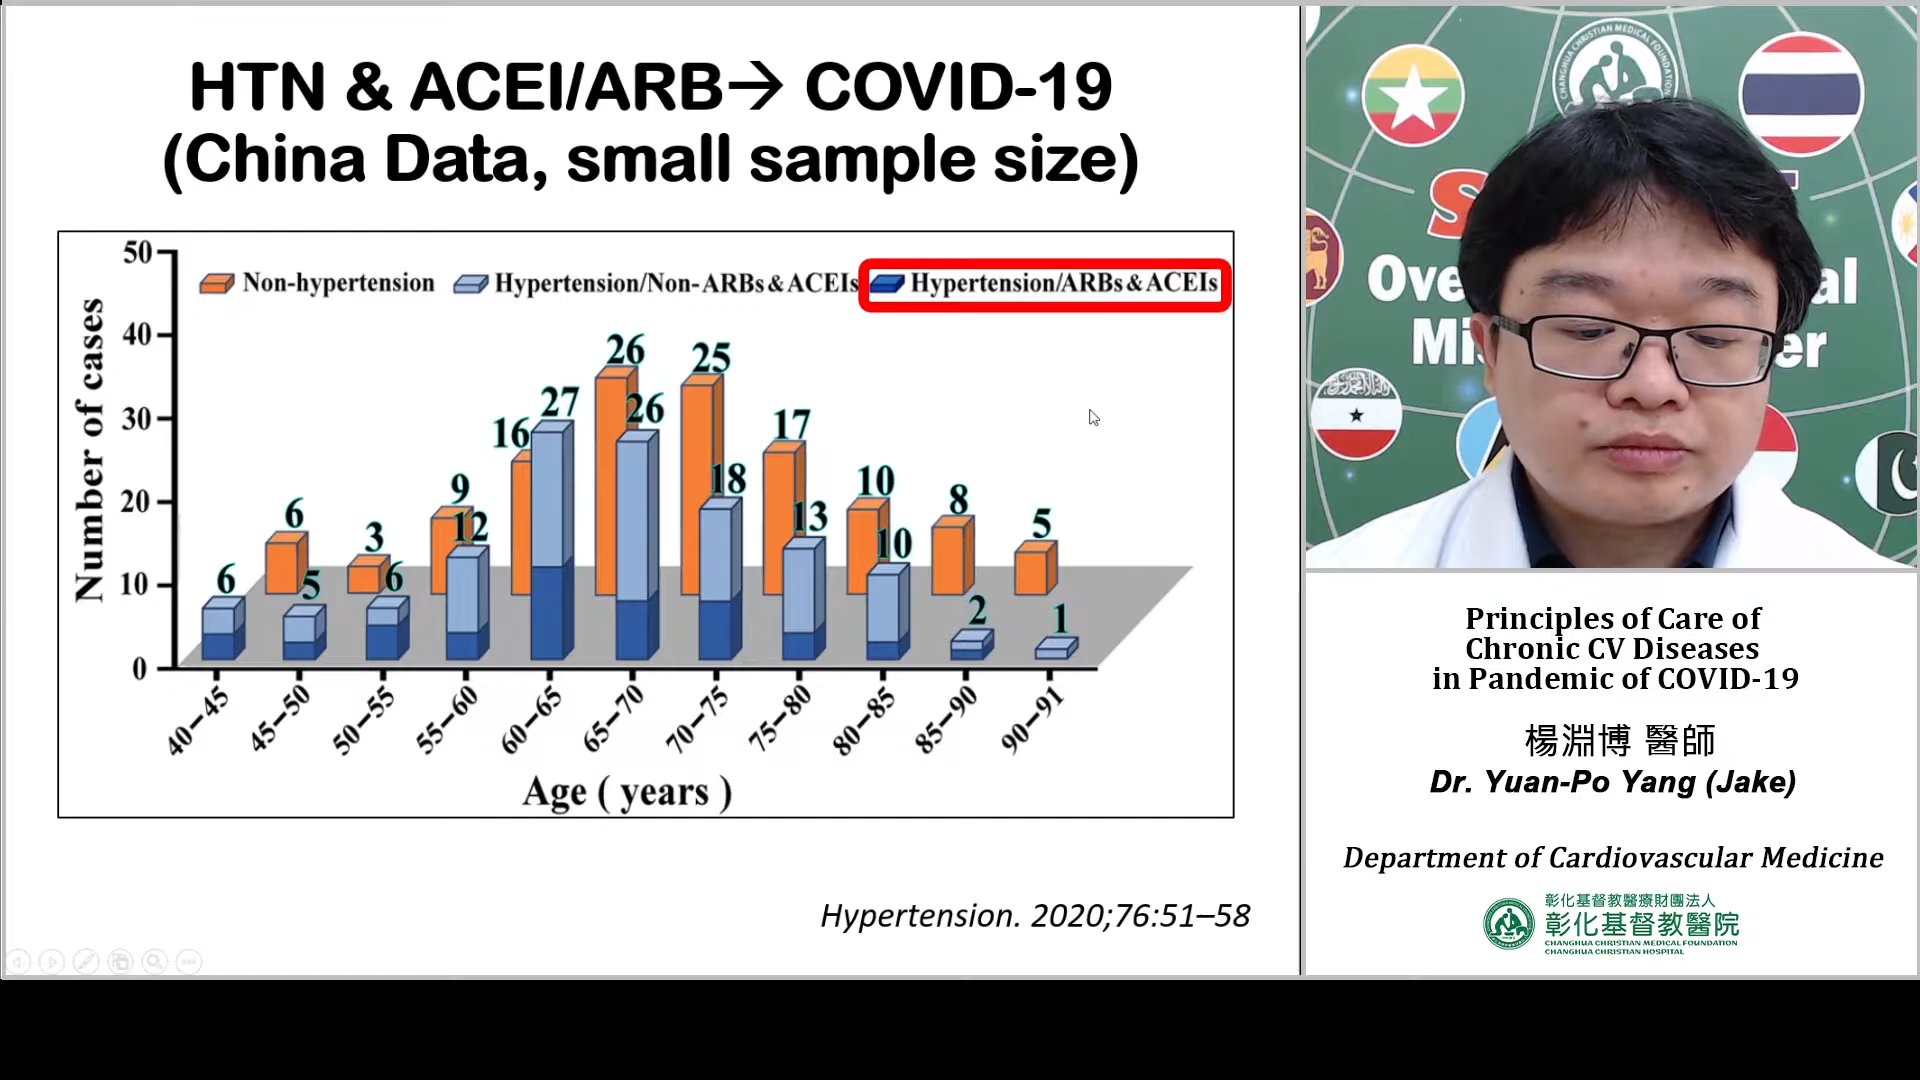 HTN & ACEI/ARB→ COVID-19
(China Data, small sample size)
50
40
30
20
10
0
Number of cases
Non-hypertension
Hypertension/Non-ARBs&ACEIs
Hypertension/ARBs&ACEIs
6
6
5
3
6
9
12
16
27
26
26
25
18
17
13
10
10
8
2
5
1
40–45
45–50
50–55
55–60
60–65
65–70
70–75
75–80
80–85
85–90
90–91
Age ( years )
Hypertension. 2020;76:51–58
CHANGHUA CHRISTIAN MEDICAL FOUNDATION
Principles of Care of
Chronic CV Diseases
in Pandemic of COVID-19
楊淵博 醫師
Dr. Yuan-Po Yang (Jake)
Department of Cardiovascular Medicine
彰化基督教醫療財團法人
彰化基督教醫院
CHANGHUA CHRISTIAN MEDICAL FOUNDATION
CHANGHUA CHRISTIAN HOSPITAL